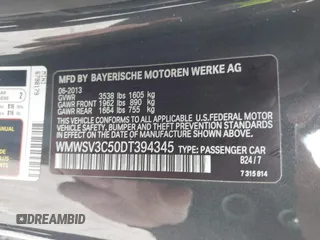 MFD BY BAYERISCHE MOTOREN WERKE AG
06-2013
GVWR 3538 lbs 1605 kg
GAWR FRONT 1962 lbs 890 kg
GAWR REAR 1664 lbs 755 kg
THIS VEHICLE CONFORMS TO ALL APPLICABLE
U.S. FEDERAL MOTOR VEHICLE SAFETY, BUMPER,
AND THEFT PREVENTION STANDARDS IN EFFECT
ON THE DATE OF MANUFACTURE SHOWN ABOVE.
WMWSV3C50DT394345 TYPE: PASSENGER CAR
824/7
7 315 814
DREAMBID